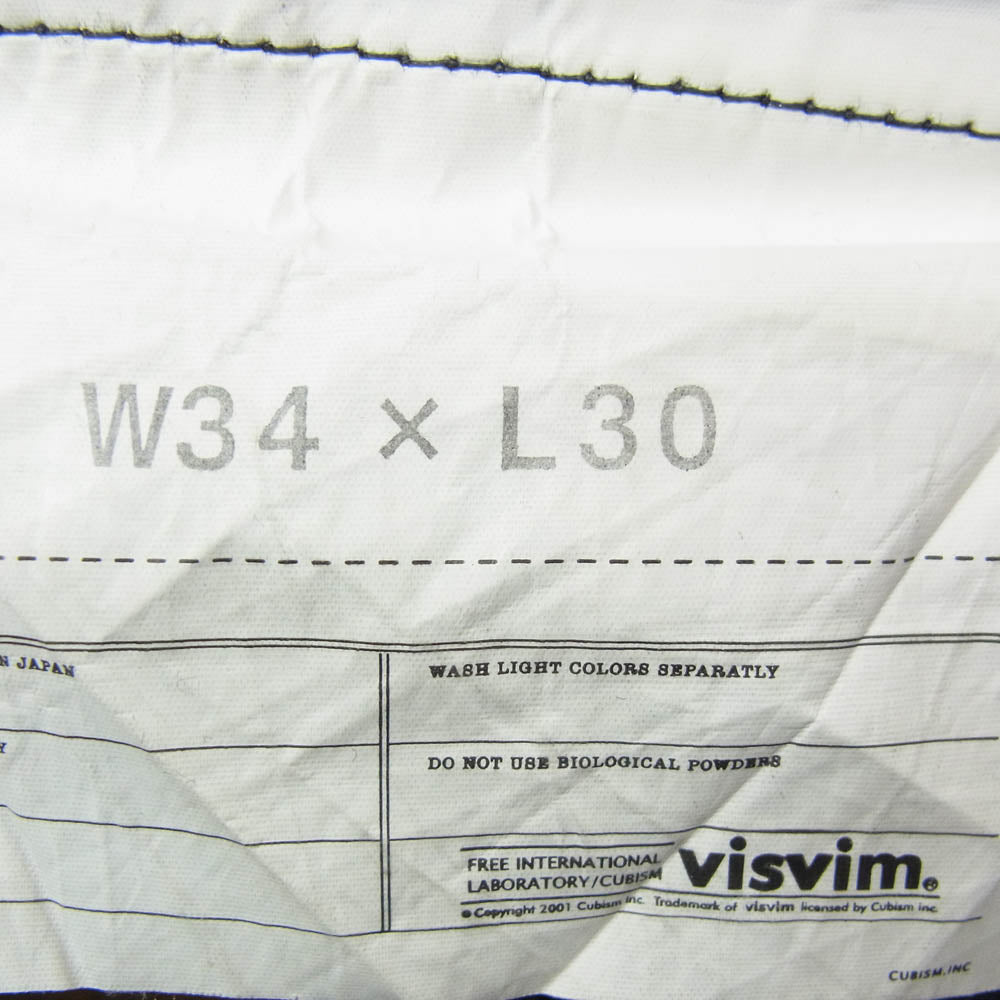 W34 × L30
N JAPAN
Y
WASH LIGHT COLORS SEPARATLY
DO NOT USE BIOLOGICAL POWDERS
FREE INTERNATIONAL
LABORATORY/CUBISM
visvim®
Copyright 2001 Cubism inc. Trademark of visvim licensed by Cubism inc.
CUBISM.INC